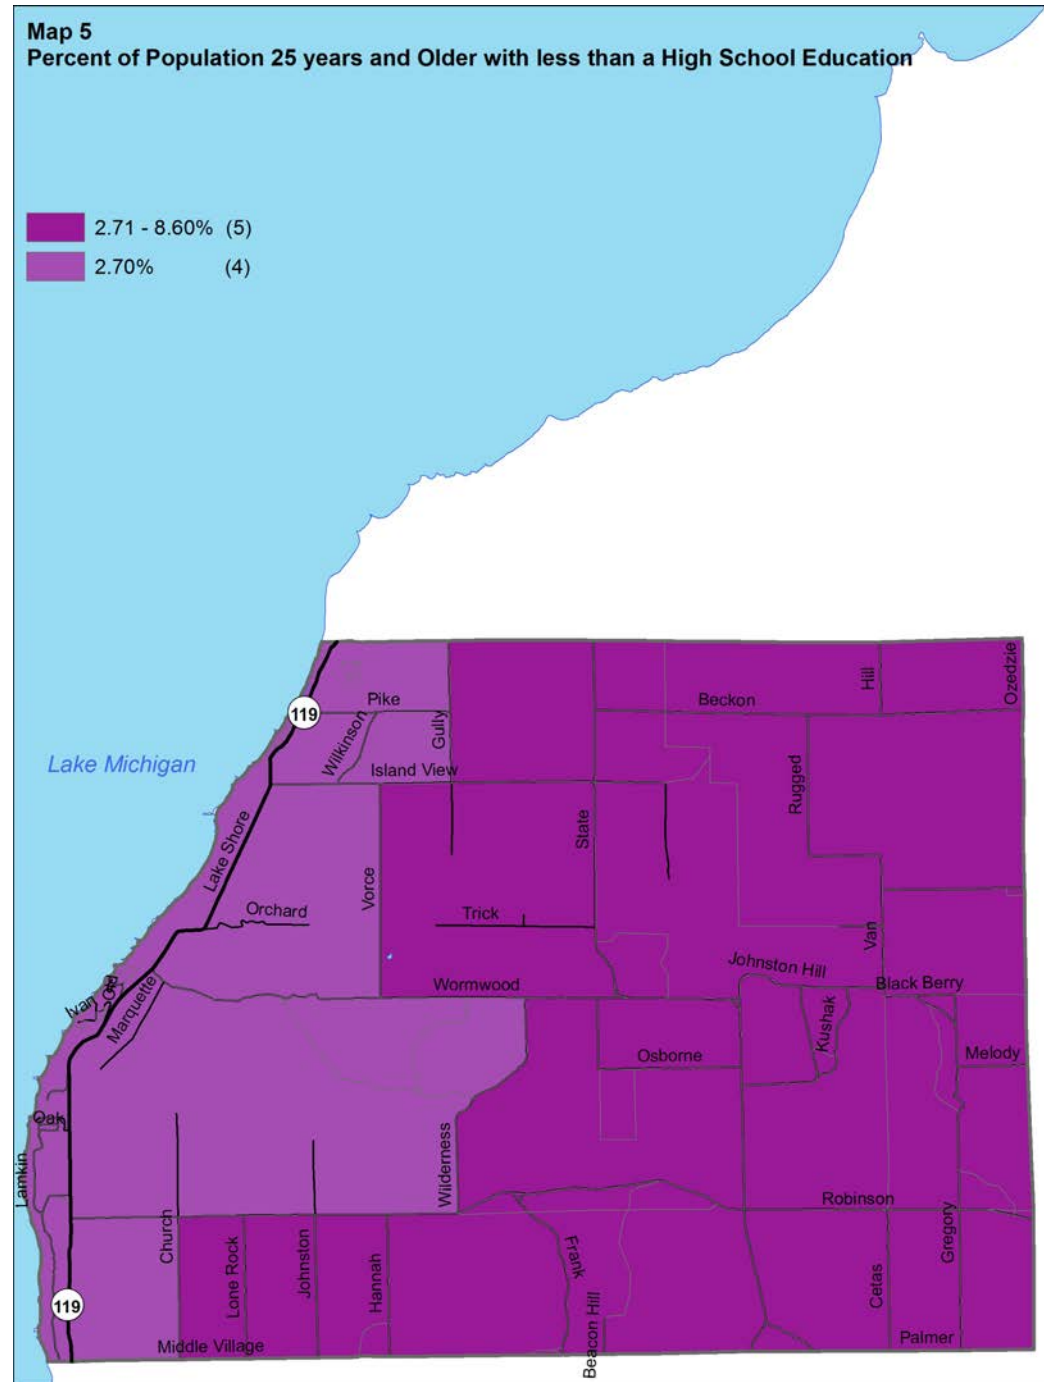 Map 5
Percent of Population 25 years and Older with less than a High School Education
2.71 - 8.60% (5)
2.70% (4)
Ozedzie
Hill
Pike
Beckon
119
Wilkinson
Gully
Lake Michigan
Island View
Rugged
State
Lake Shore
Vorce
Orchard
Trick
Van
Johnston Hill
Wormwood
Black Berry
Ivan
Marquette
Kushak
Osborne
Melody
Oak
Lamkin
Wilderness
Robinson
Church
Lone Rock
Johnston
Hannah
Frank
Gregory
Cetas
119
Middle Village
Beacon Hill
Palmer